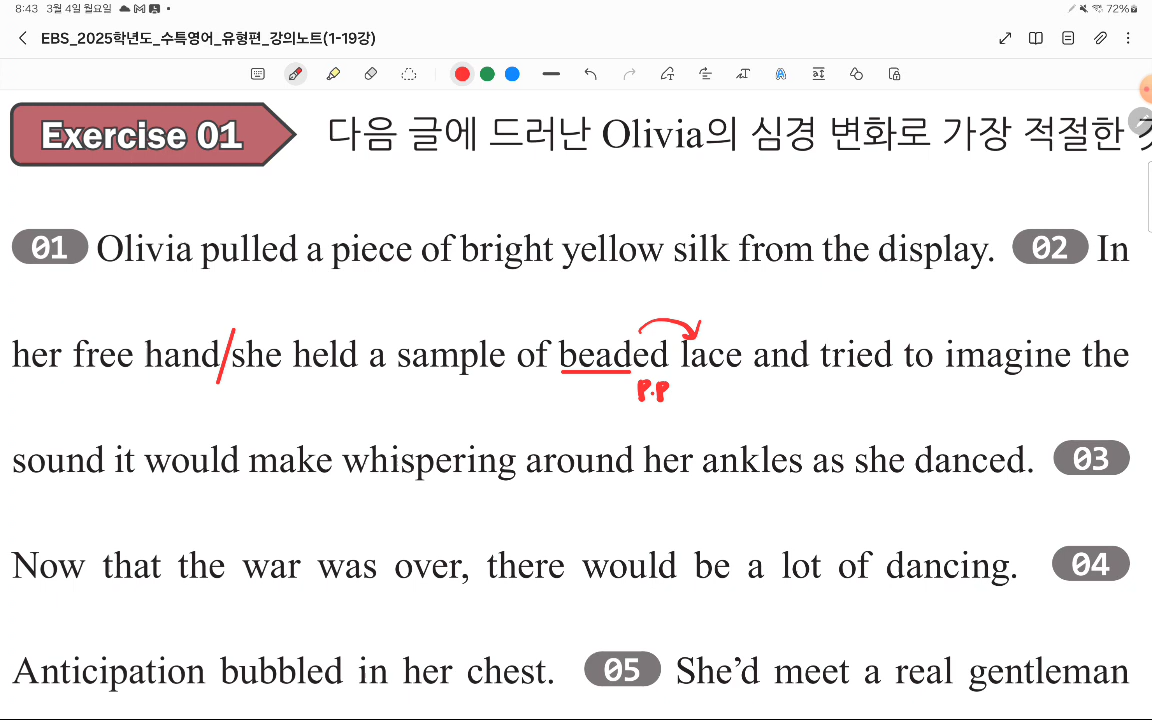 8:43 3월 4일 월요일
72%
EBS_2025학년도_수특영어_유형편_강의노트(1-19강)
Exercise 01 다음 글에 드러난 Olivia의 심경 변화로 가장 적절한
01 Olivia pulled a piece of bright yellow silk from the display. 02 In
her free hand/she held a sample of beaded lace and tried to imagine the
P.P
sound it would make whispering around her ankles as she danced. 03
Now that the war was over, there would be a lot of dancing. 04
Anticipation bubbled in her chest. 05 She’d meet a real gentleman